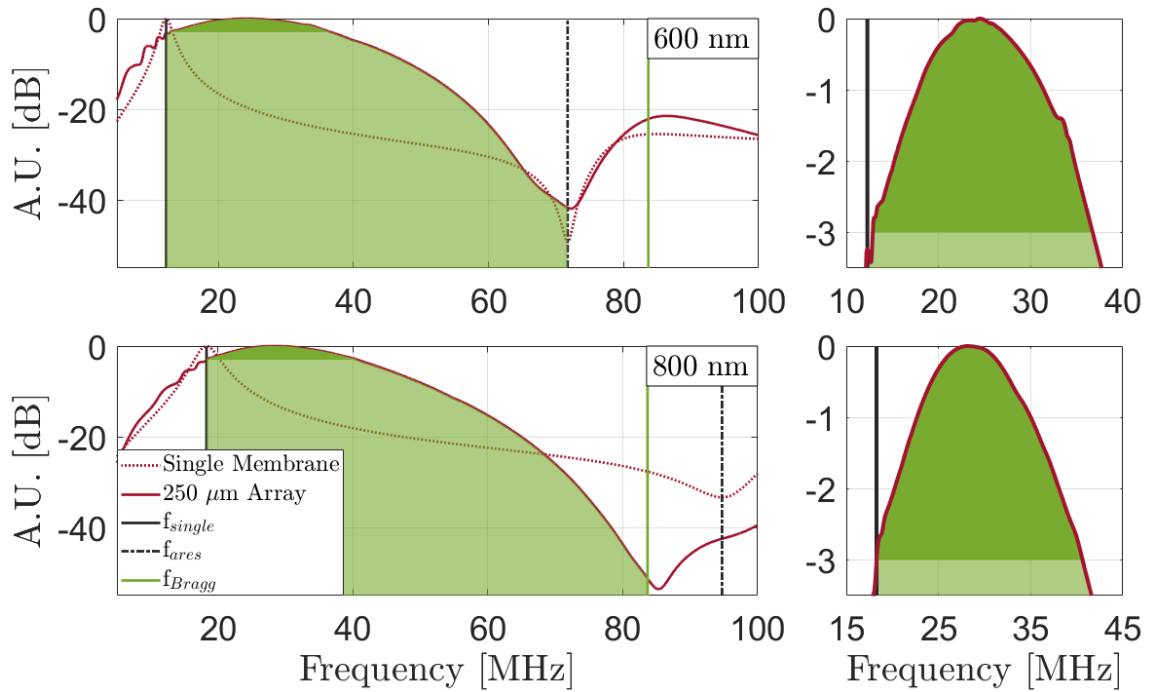 0
-20
-40
A.U. [dB]
600 nm
20 40 60 80 100
0
-1
-2
-3
10 20 30 40
0
-20
-40
A.U. [dB]
800 nm
Single Membrane
250 μm Array
f_single
f_ares
f_Bragg
20 40 60 80 100
Frequency [MHz]
0
-1
-2
-3
15 25 35 45
Frequency [MHz]